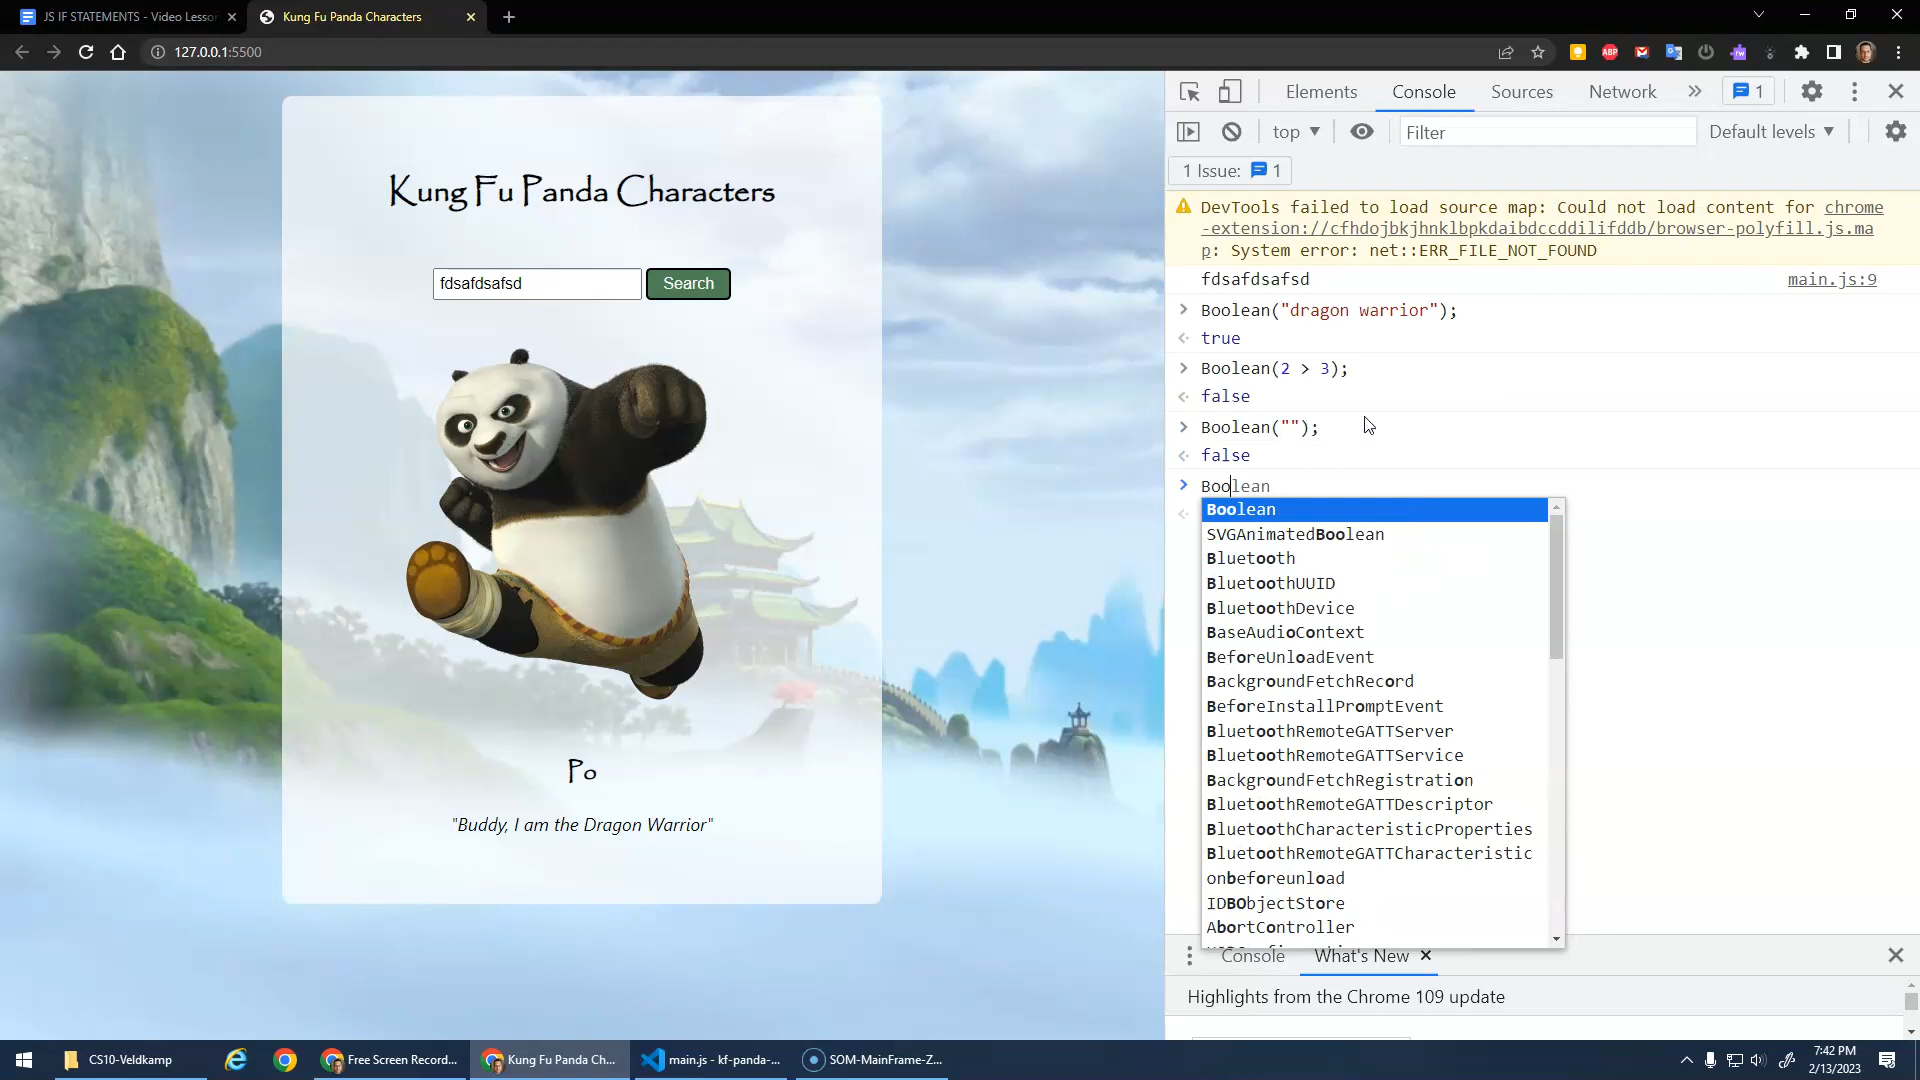 JS IF STATEMENTS - Video Lesson
Kung Fu Panda Characters
127.0.0.1:5500
Kung Fu Panda Characters
fdsafdsafsd
Search
Po
"Buddy, I am the Dragon Warrior"
Elements
Console
Sources
Network
1
top
Filter
Default levels
1 Issue: 1
DevTools failed to load source map: Could not load content for chrome
-extension://cfhdojbkjhnklbpkdaibdccddilifddb/browser-polyfill.js.ma
p: System error: net::ERR_FILE_NOT_FOUND
fdsafdsafsd main.js:9
Boolean("dragon warrior");
true
Boolean(2 > 3);
false
Boolean("");
false
Boolean
Boolean
SVGAnimatedBoolean
Bluetooth
BluetoothUUID
BluetoothDevice
BaseAudioContext
BeforeUnloadEvent
BackgroundFetchRecord
BeforeInstallPromptEvent
BluetoothRemoteGATTServer
BluetoothRemoteGATTService
BackgroundFetchRegistration
BluetoothRemoteGATTDescriptor
BluetoothCharacteristicProperties
BluetoothRemoteGATTCharacteristic
onbeforeunload
IDBObjectStore
AbortController
Console
What's New
Highlights from the Chrome 109 update
CS10-Veldkamp
Free Screen Record...
Kung Fu Panda Ch...
main.js - kf-panda-...
SOM-MainFrame-Z...
7:42 PM
2/13/2023